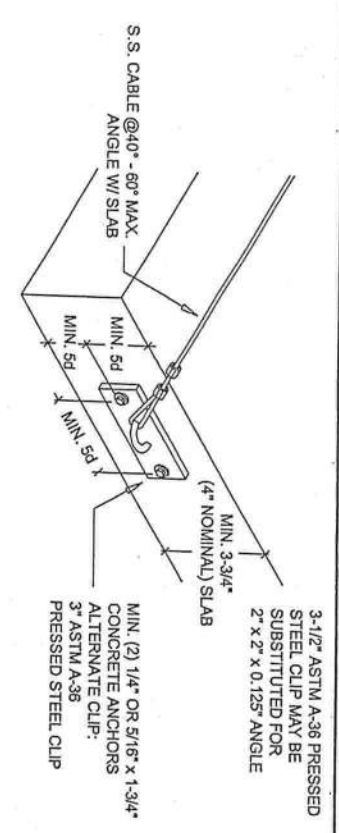 3-1/2" ASTM A-36 PRESSED
STEEL CLIP MAY BE
SUBSTITUTED FOR
2" x 2" x 0.125" ANGLE
MIN. 3-3/4"
(4" NOMINAL) SLAB
S.S. CABLE @40° - 60° MAX.
ANGLE W/ SLAB
MIN. 5d
MIN. 5d
MIN. 5d
MIN. (2) 1/4" OR 5/16" x 1-3/4"
CONCRETE ANCHORS
ALTERNATE CLIP:
3" ASTM A-36
PRESSED STEEL CLIP